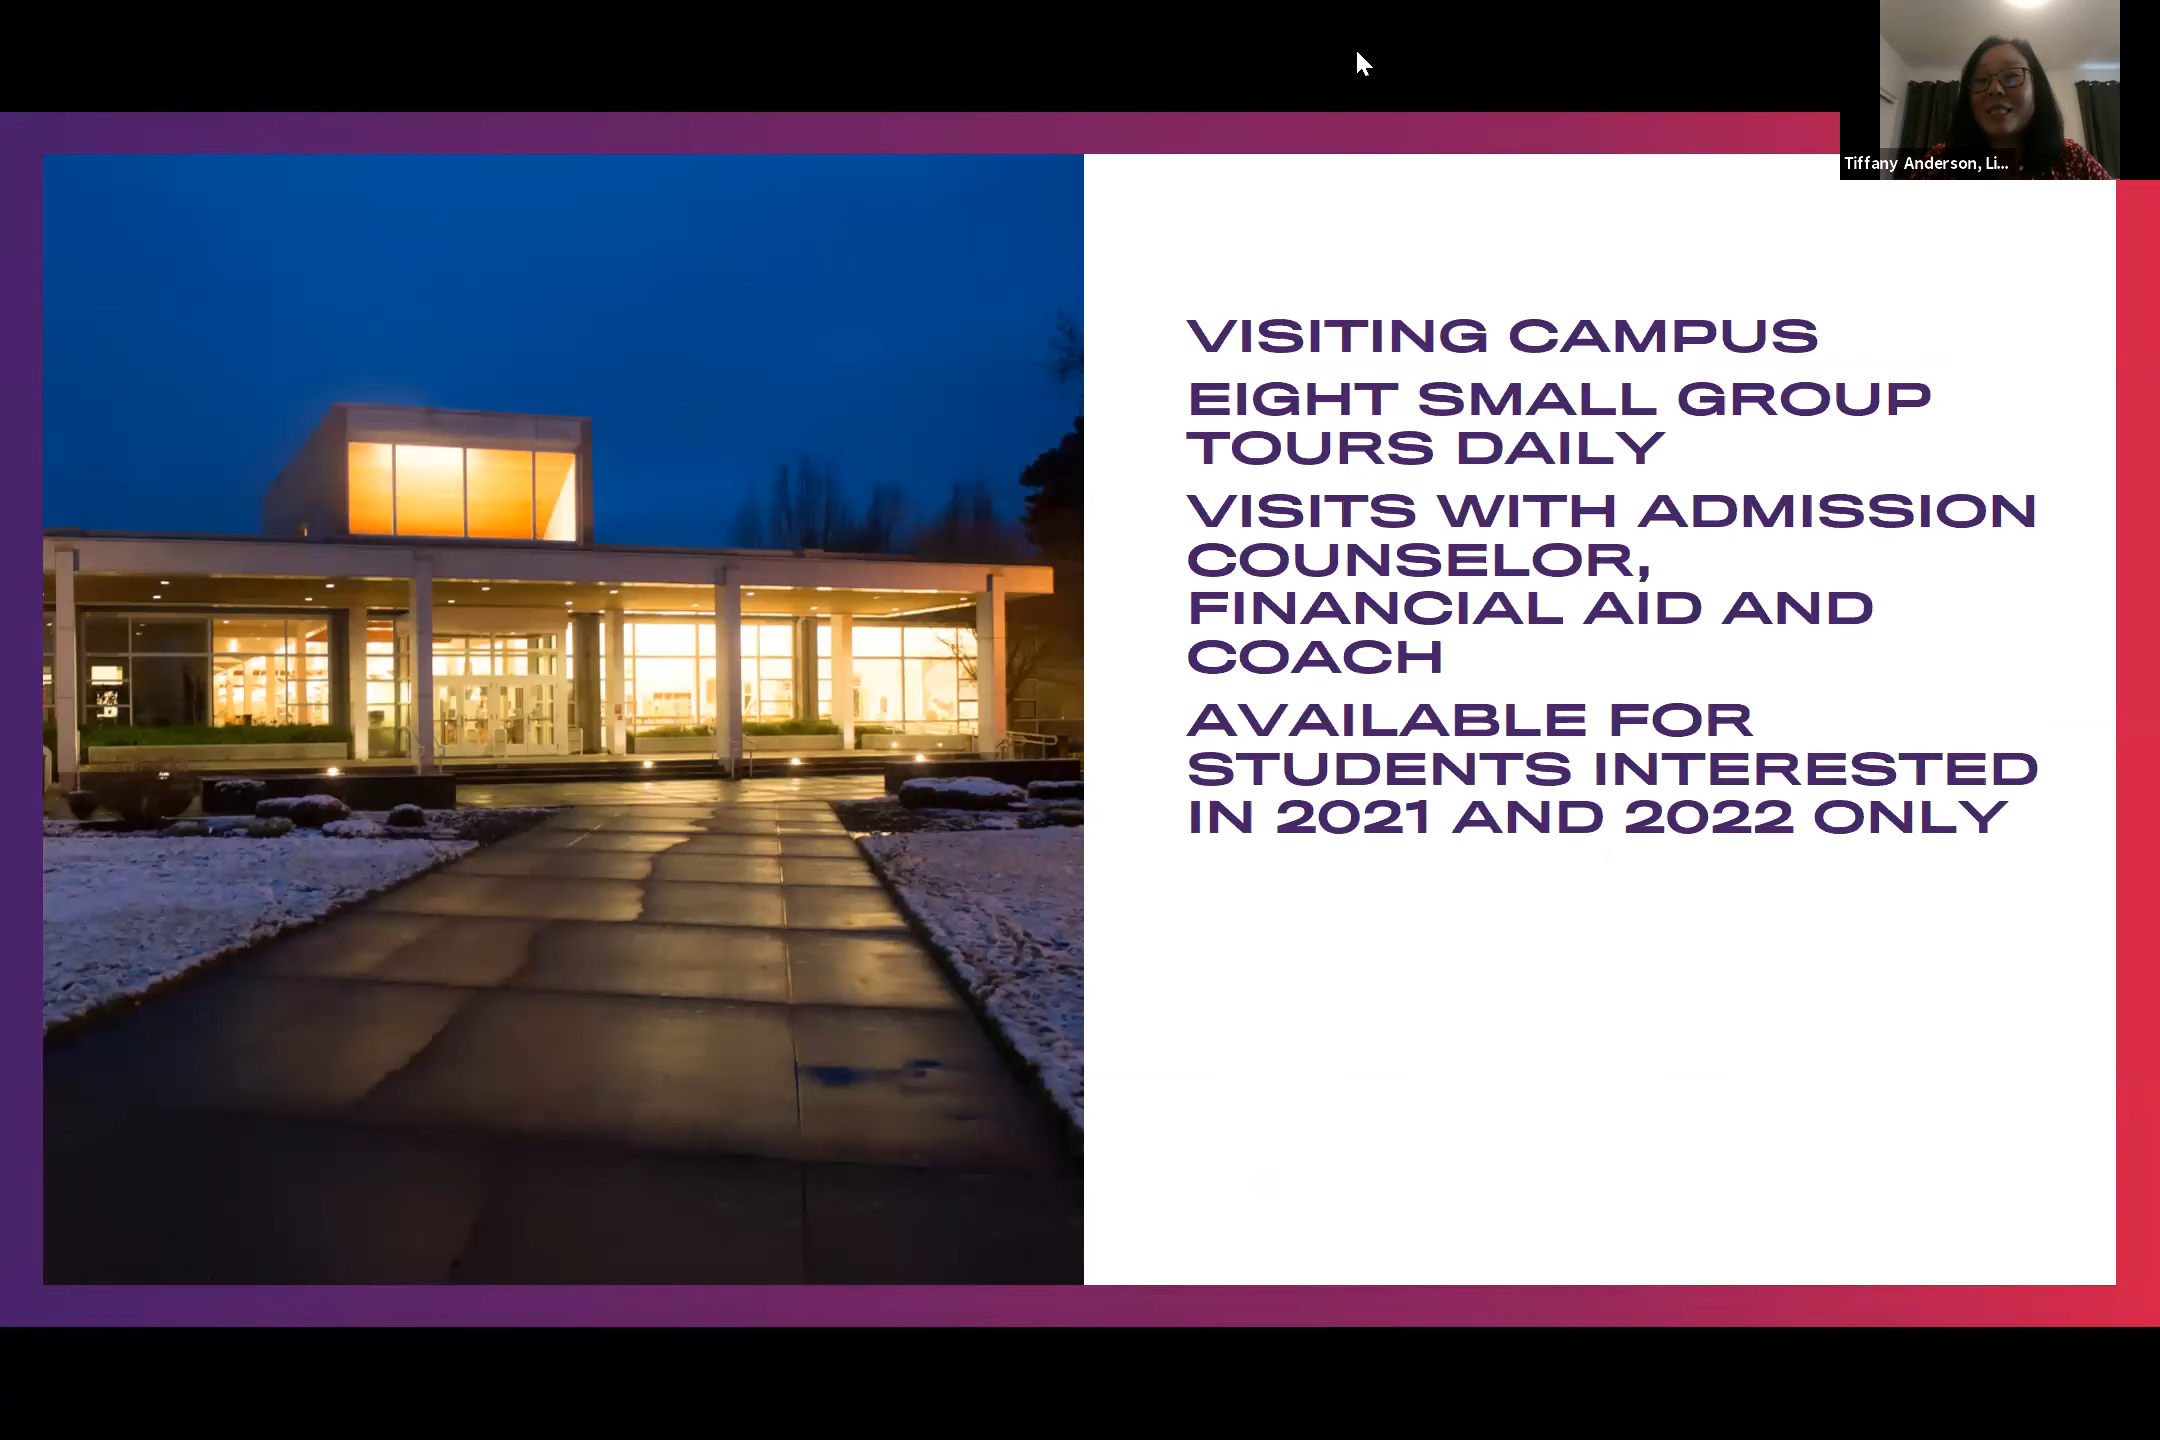 Tiffany Anderson, Li...
VISITING CAMPUS
EIGHT SMALL GROUP
TOURS DAILY
VISITS WITH ADMISSION
COUNSELOR,
FINANCIAL AID AND
COACH
AVAILABLE FOR
STUDENTS INTERESTED
IN 2021 AND 2022 ONLY